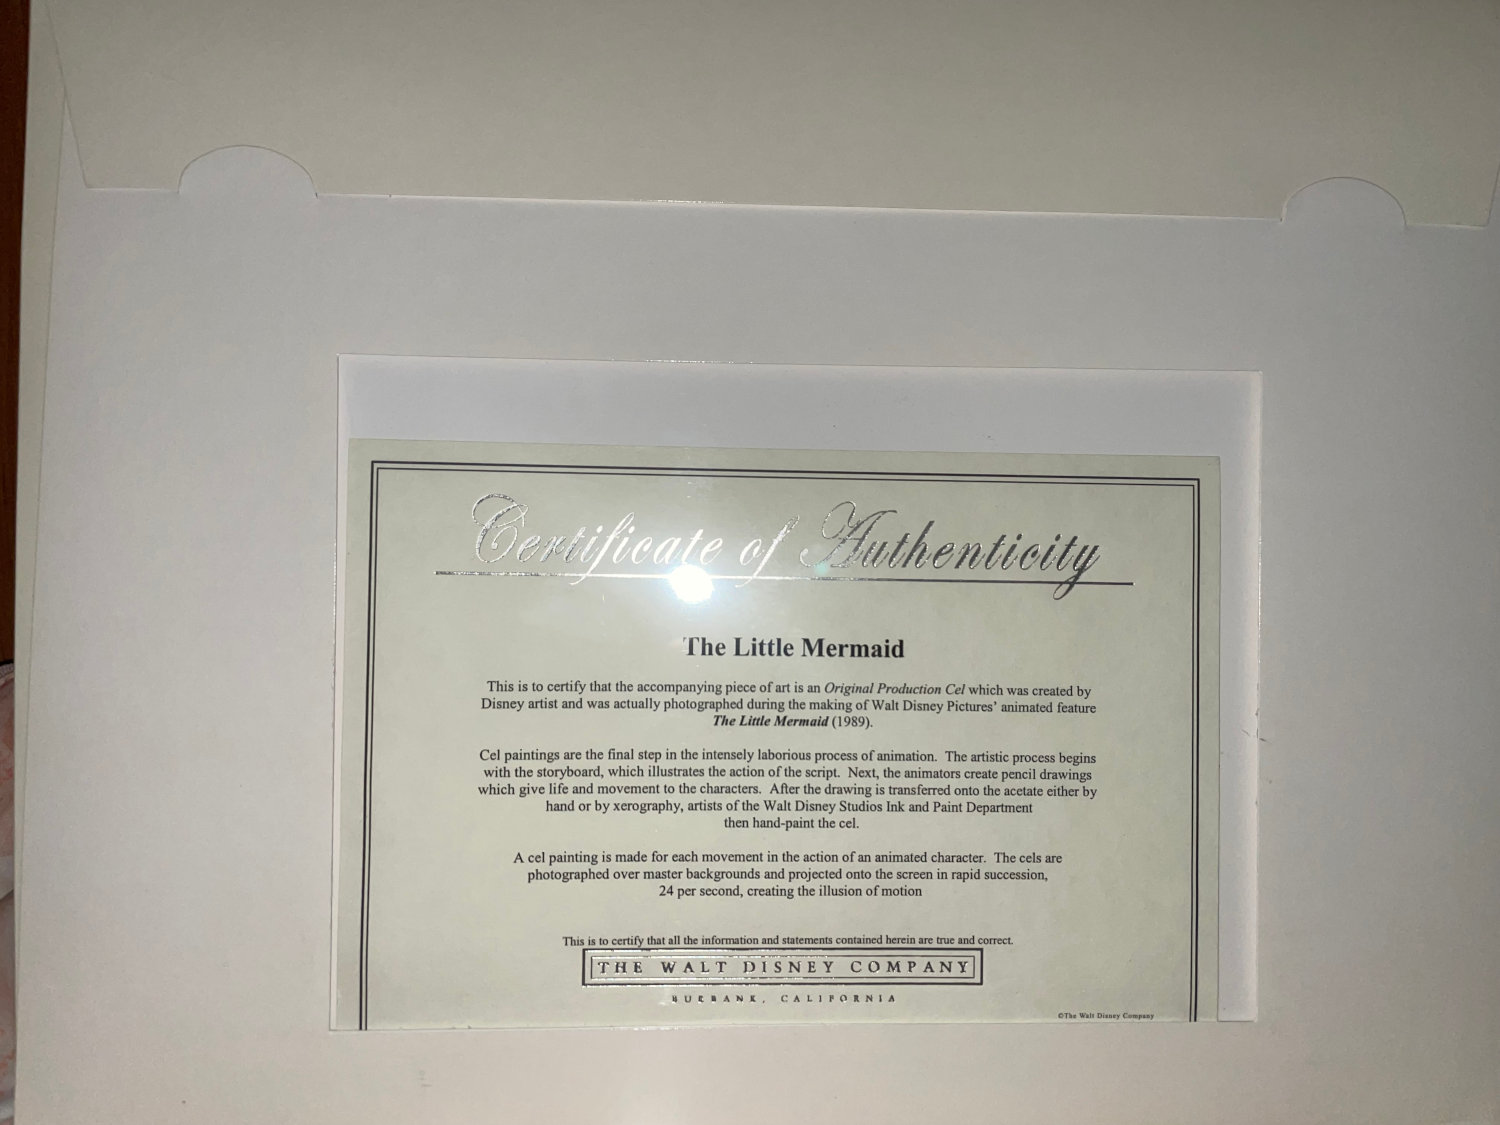 Certificate of Authenticity
The Little Mermaid
This is to certify that the accompanying piece of art is an Original Production Cel which was created by
Disney artist and was actually photographed during the making of Walt Disney Pictures' animated feature
The Little Mermaid (1989).
Cel paintings are the final step in the intensely laborious process of animation. The artistic process begins
with the storyboard, which illustrates the action of the script. Next, the animators create pencil drawings
which give life and movement to the characters. After the drawing is transferred onto the acetate either by
hand or by xerography, artists of the Walt Disney Studios Ink and Paint Department
then hand-paint the cel.
A cel painting is made for each movement in the action of an animated character. The cels are
photographed over master backgrounds and projected onto the screen in rapid succession,
24 per second, creating the illusion of motion
This is to certify that all the information and statements contained herein are true and correct.
THE WALT DISNEY COMPANY
BURBANK, CALIFORNIA
©The Walt Disney Company